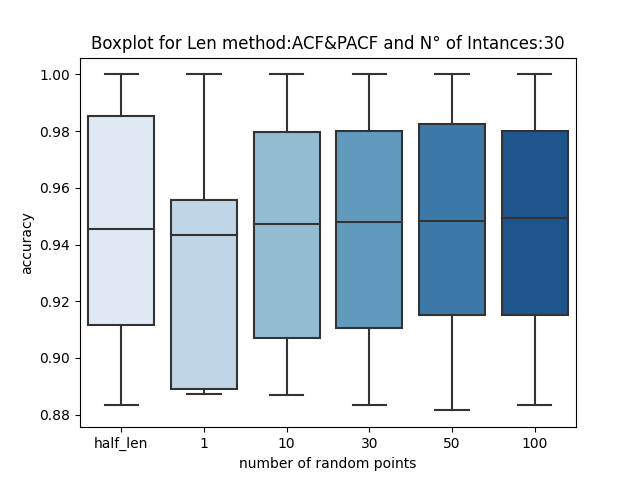 Boxplot for Len method:ACF&PACF and N° of Intances:30
1.00
0.98
0.96
0.94
0.92
0.90
0.88
accuracy
half_len 1 10 30 50 100
number of random points